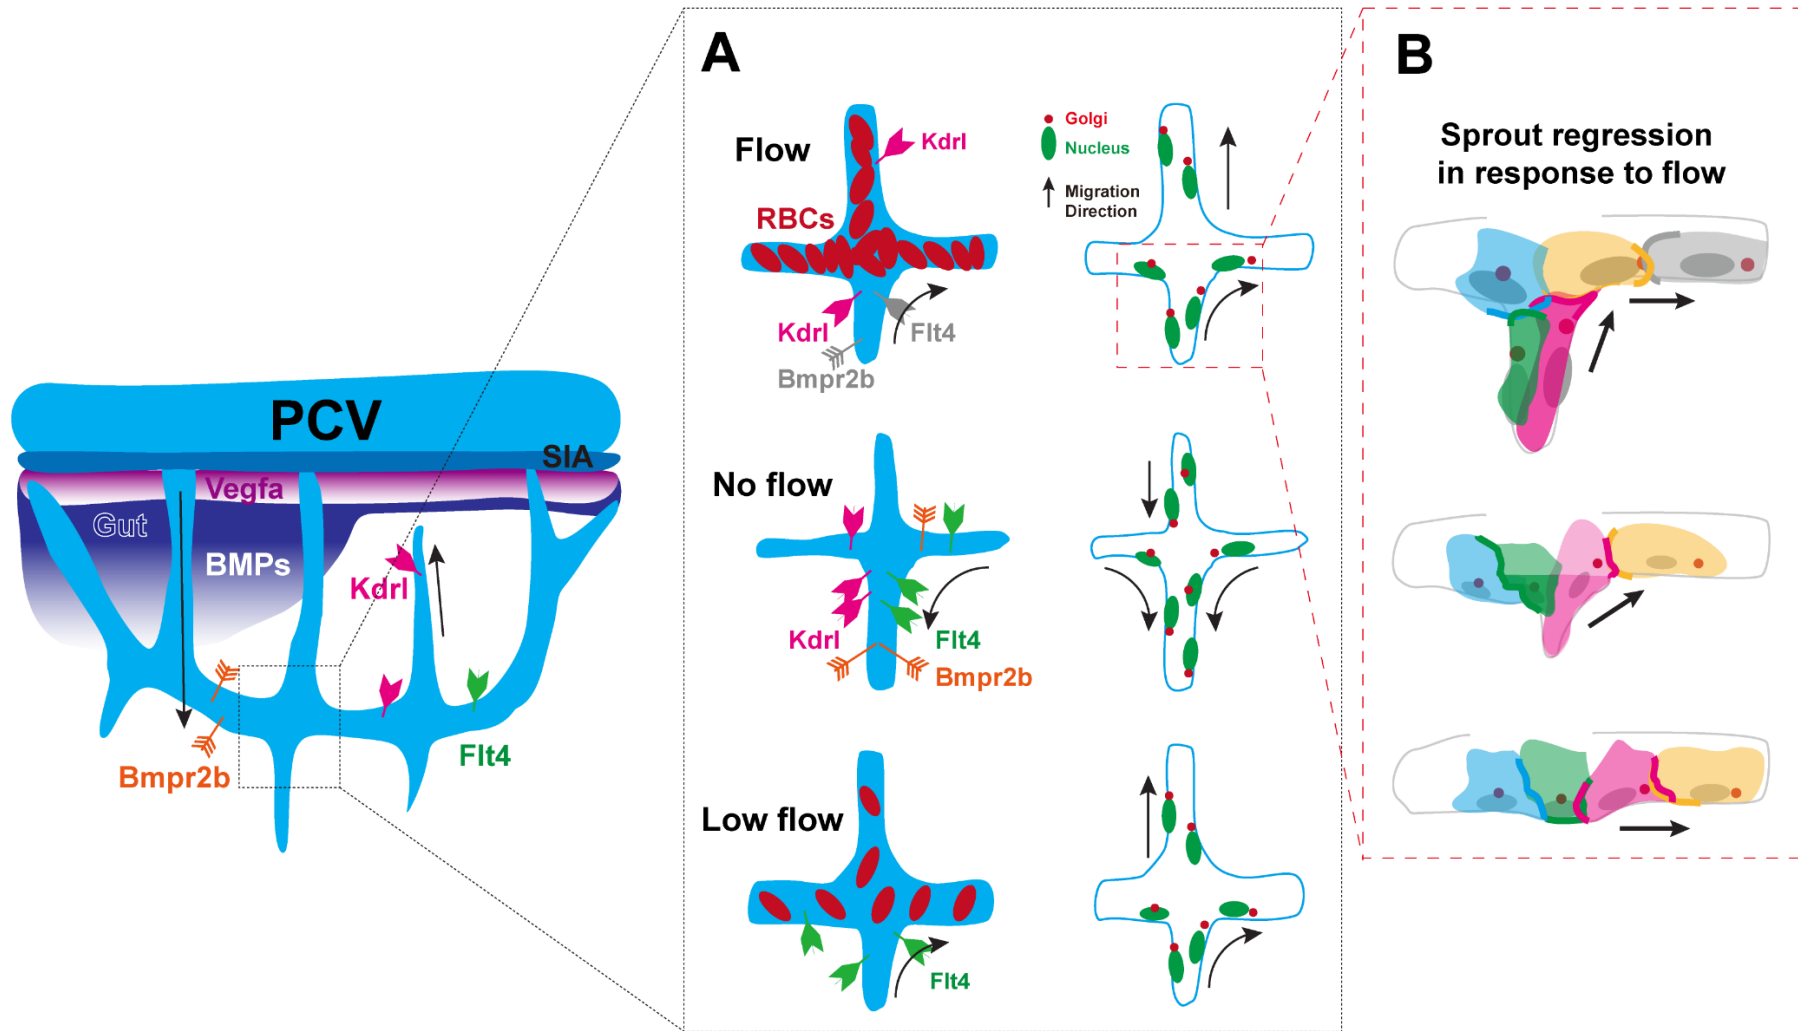 PCV
SIA
Vegfa
Gut
BMPs
Kdrl
Bmpr2b
Flt4
A
Flow
Kdrl
RBCs
Kdrl
Flt4
Bmpr2b
Golgi
Nucleus
Migration
Direction
No flow
Kdrl
Flt4
Bmpr2b
Low flow
Flt4
B
Sprout regression
in response to flow